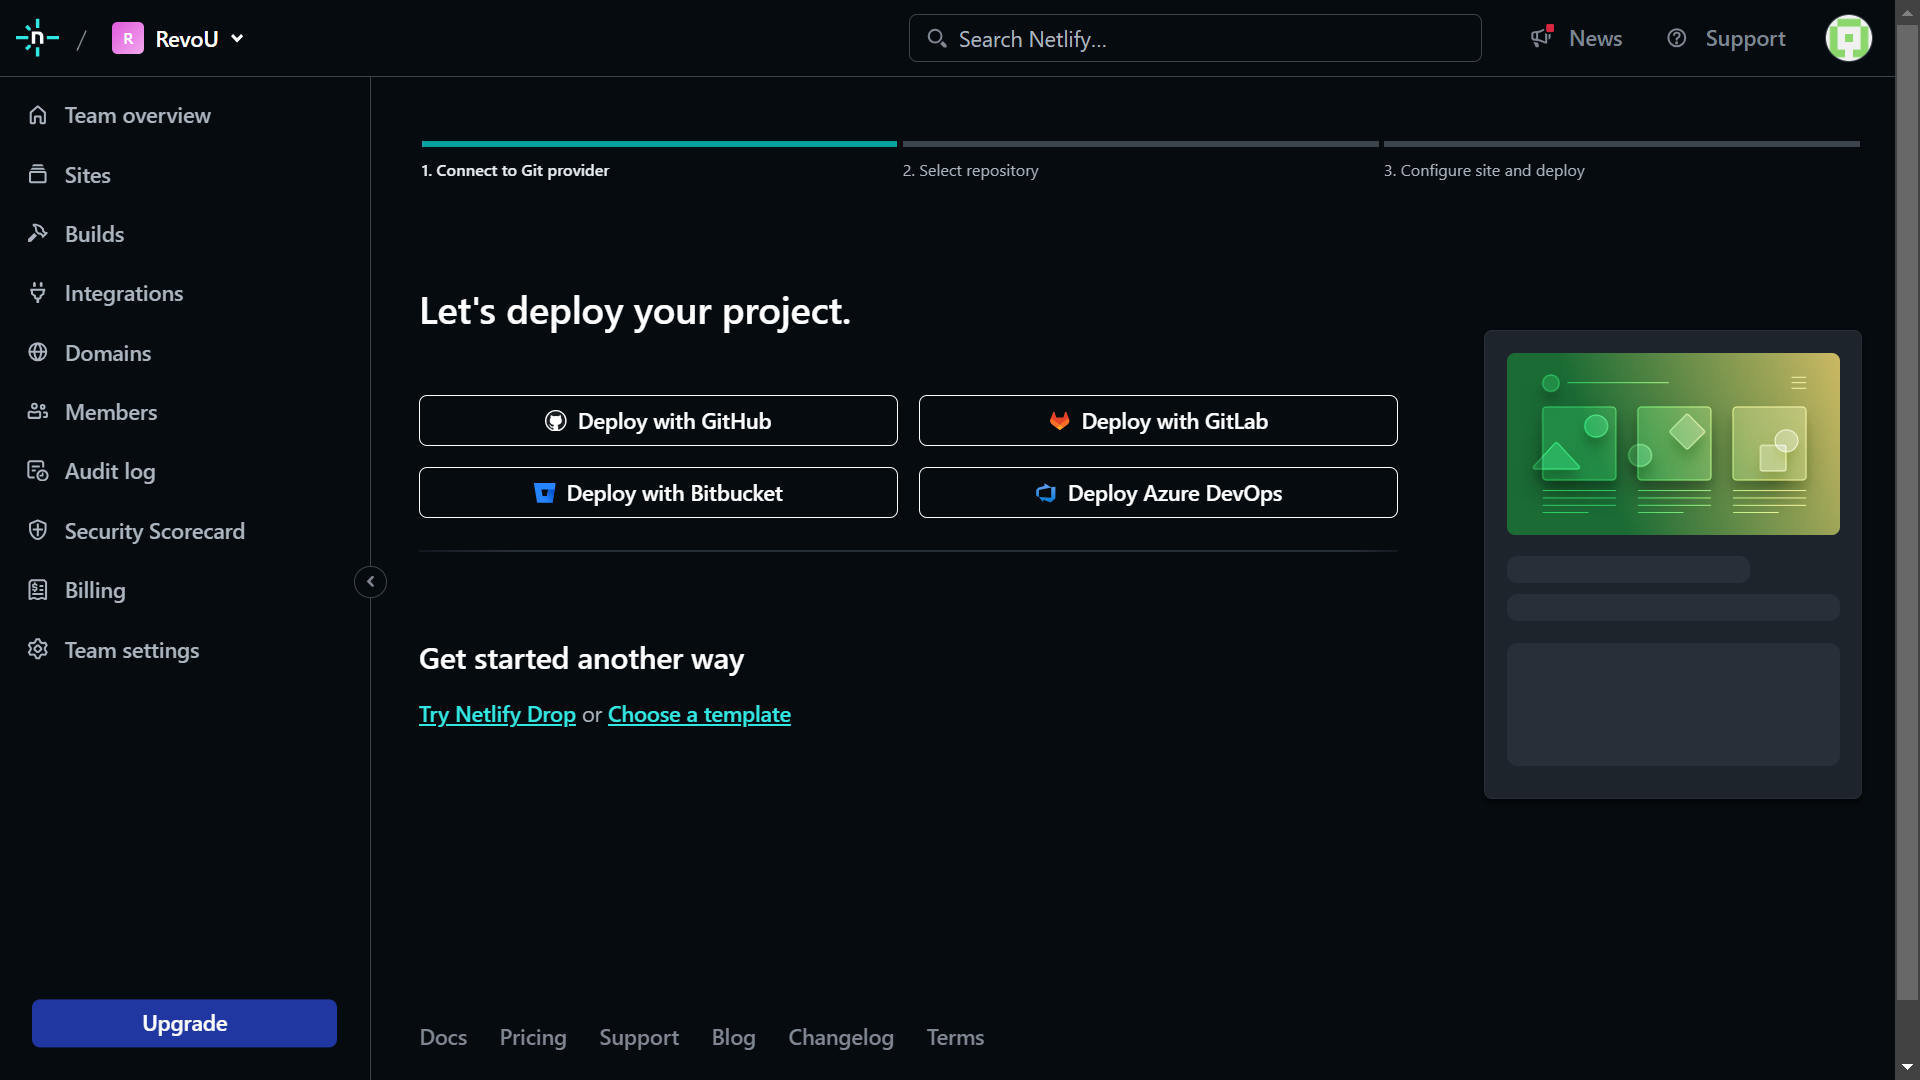 n / R RevoU
Search Netlify...
News
Support
Team overview
Sites
Builds
Integrations
Domains
Members
Audit log
Security Scorecard
Billing
Team settings
Upgrade
1. Connect to Git provider
2. Select repository
3. Configure site and deploy
Let's deploy your project.
Deploy with GitHub
Deploy with GitLab
Deploy with Bitbucket
Deploy Azure DevOps
Get started another way
Try Netlify Drop or Choose a template
Docs Pricing Support Blog Changelog Terms